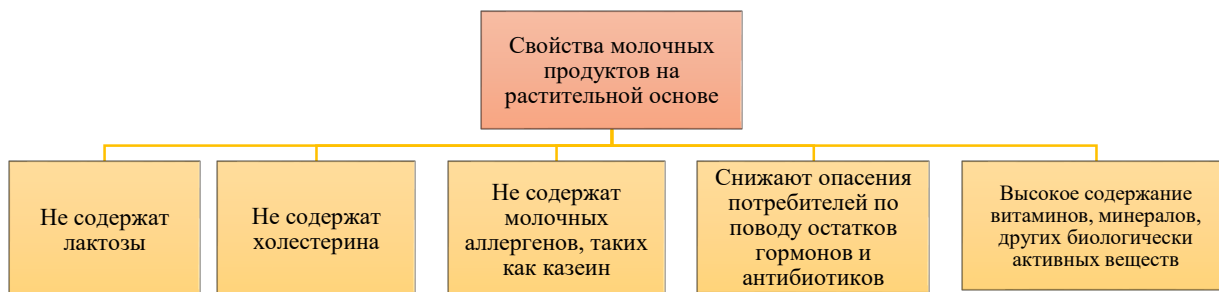 Свойства молочных
продуктов на
растительной основе
Не содержат
лактозы
Не содержат
холестерина
Не содержат
молочных
аллергенов, таких
как казеин
Снижают опасения
потребителей по
поводу остатков
гормонов и
антибиотиков
Высокое содержание
витаминов, минералов,
других биологически
активных веществ